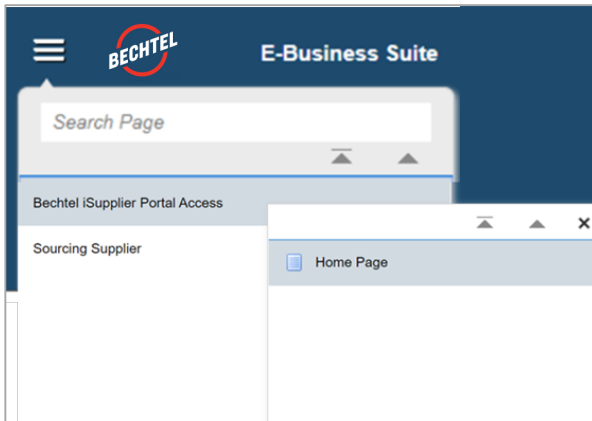 BECHTEL
E-Business Suite
Search Page
Bechtel iSupplier Portal Access
Sourcing Supplier
Home Page